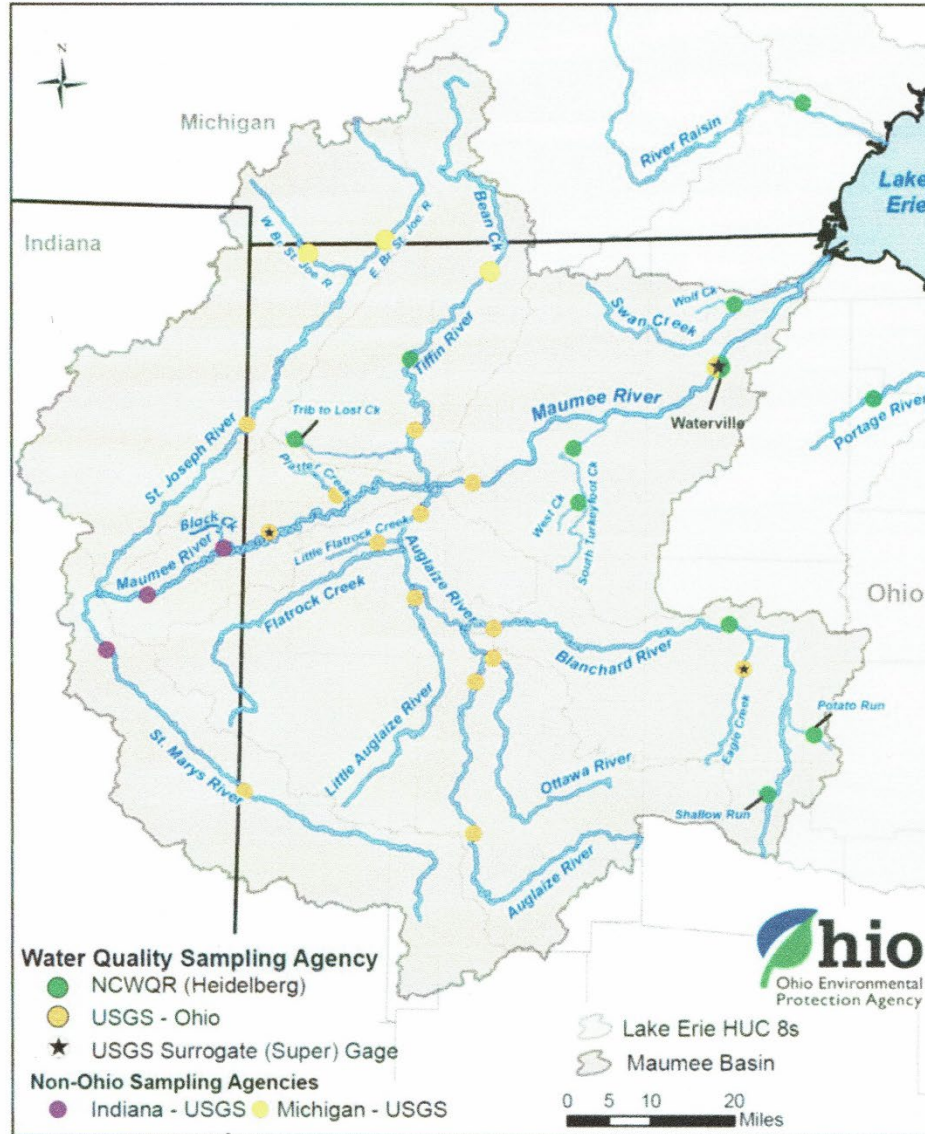 N
Michigan
River Raisin
Lake
Erie
Indiana
W Br St. Joe. R
E Br St. Joe. R
Bean Ck
Wolf Ck
Swan Creek
Tiffin River
Maumee River
Waterville
Portage River
Trib to Lost Ck
St. Joseph River
Platter Creek
West Ck
South Turkeyfoot Ck
Black Ck
Maumee River
Little Flatrock Creek
Auglaize River
Flatrock Creek
Ohio
Blanchard River
Eagle Creek
Potato Run
St. Marys River
Little Auglaize River
Ottawa River
Shallow Run
Auglaize River
Water Quality Sampling Agency
NCWQR (Heidelberg)
USGS - Ohio
USGS Surrogate (Super) Gage
Non-Ohio Sampling Agencies
Indiana - USGS Michigan - USGS
hio
Ohio Environmental
Protection Agency
Lake Erie HUC 8s
Maumee Basin
0 5 10 20
Miles